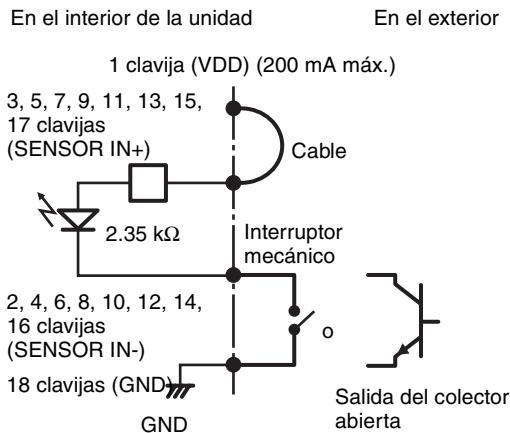 En el interior de la unidad
En el exterior
1 clavija (VDD) (200 mA máx.)
3, 5, 7, 9, 11, 13, 15,
17 clavijas
(SENSOR IN+)
Cable
2.35 kΩ
Interruptor
mecánico
2, 4, 6, 8, 10, 12, 14,
16 clavijas
(SENSOR IN-)
o
18 clavijas (GND)
GND
Salida del colector
abierta